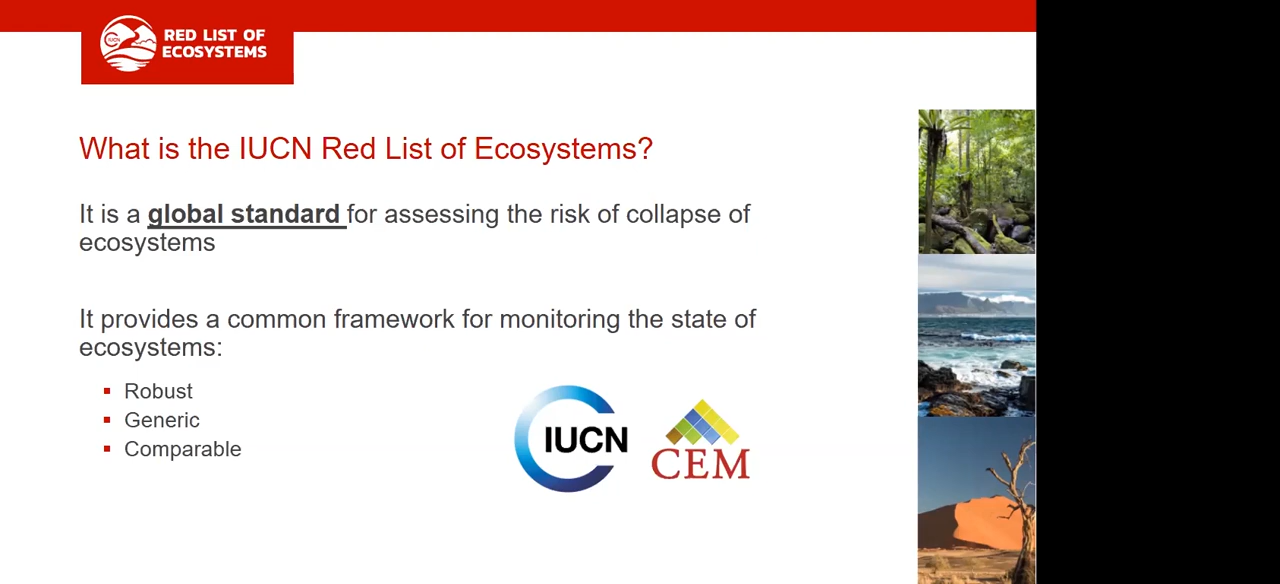 IUCN
RED LIST OF
ECOSYSTEMS
What is the IUCN Red List of Ecosystems?
It is a global standard for assessing the risk of collapse of
ecosystems
It provides a common framework for monitoring the state of
ecosystems:
Robust
Generic
Comparable
IUCN
CEM